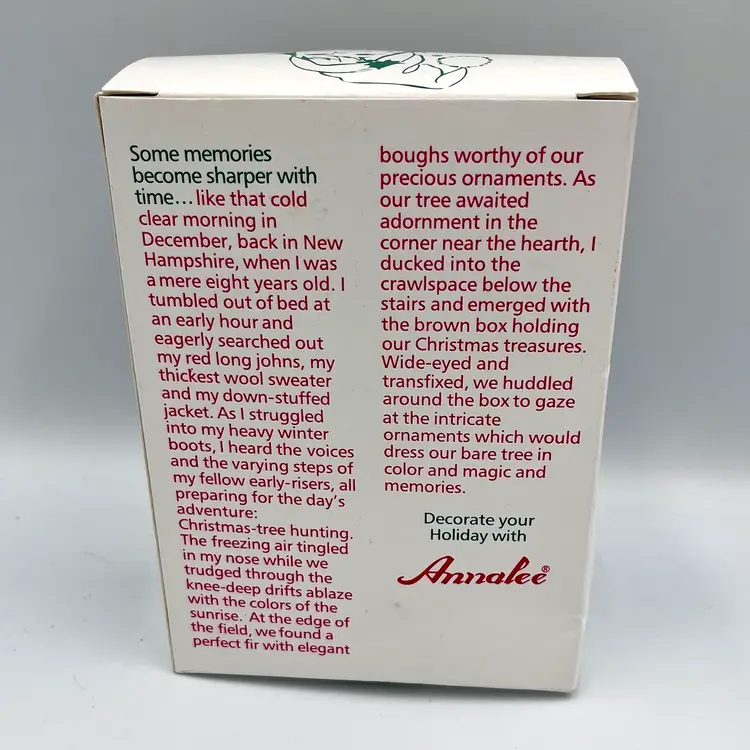 Some memories
become sharper with
time...like that cold
clear morning in
December, back in New
Hampshire, when I was
a mere eight years old. I
tumbled out of bed at
an early hour and
eagerly searched out
my red long johns, my
thickest wool sweater
and my down-stuffed
jacket. As I struggled
into my heavy winter
boots, I heard the voices
and the varying steps of
my fellow early-risers, all
preparing for the day's
adventure:
Christmas-tree hunting.
The freezing air tingled
in my nose while we
trudged through the
knee-deep drifts ablaze
with the colors of the
sunrise. At the edge of
the field, we found a
perfect fir with elegant
boughs worthy of our
precious ornaments. As
our tree awaited
adornment in the
corner near the hearth, I
ducked into the
crawlspace below the
stairs and emerged with
the brown box holding
our Christmas treasures.
Wide-eyed and
transfixed, we huddled
around the box to gaze
at the intricate
ornaments which would
dress our bare tree in
color and magic and
memories.
Decorate your
Holiday with
Annalee®